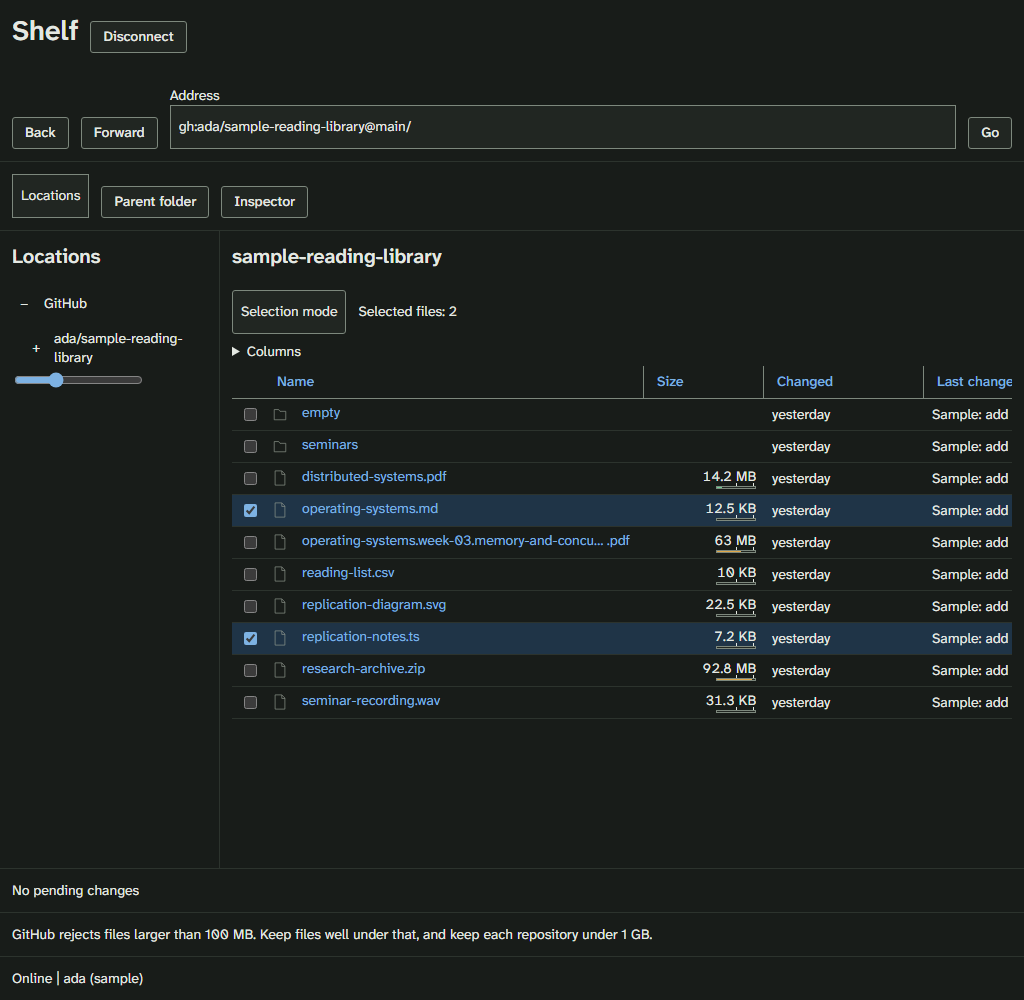 Shelf
Disconnect
Address
Back
Forward
gh:ada/sample-reading-library@main/
Go
Locations
Parent folder
Inspector
Locations
− GitHub
+ ada/sample-reading-
library
sample-reading-library
Selection mode
Selected files: 2
Columns
Name Size Changed Last change
empty yesterday Sample: add
seminars yesterday Sample: add
distributed-systems.pdf 14.2 MB yesterday Sample: add
operating-systems.md 12.5 KB yesterday Sample: add
operating-systems.week-03.memory-and-concu... .pdf 63 MB yesterday Sample: add
reading-list.csv 10 KB yesterday Sample: add
replication-diagram.svg 22.5 KB yesterday Sample: add
replication-notes.ts 7.2 KB yesterday Sample: add
research-archive.zip 92.8 MB yesterday Sample: add
seminar-recording.wav 31.3 KB yesterday Sample: add
No pending changes
GitHub rejects files larger than 100 MB. Keep files well under that, and keep each repository under 1 GB.
Online | ada (sample)